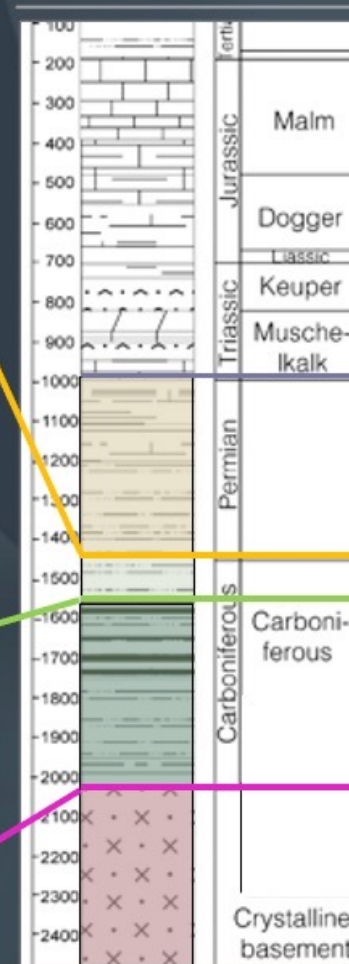 100
200
300
400
500
600
700
800
900
1000
1100
1200
1300
1400
1500
1600
1700
1800
1900
2000
2100
2200
2300
2400
Jurassic
Triassic
Permian
Carboniferous
Malm
Dogger
Liassic
Keuper
Musche-
lkalk
Carboni-
ferous
Crystalline
basement